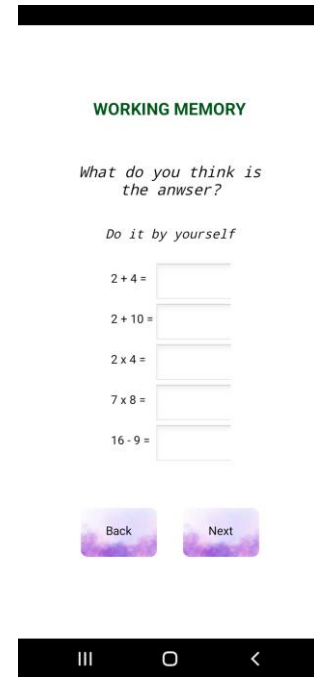 WORKING MEMORY
What do you think is
the anwser?
Do it by yourself
2 + 4 =
2 + 10 =
2 x 4 =
7 x 8 =
16 - 9 =
Back
Next